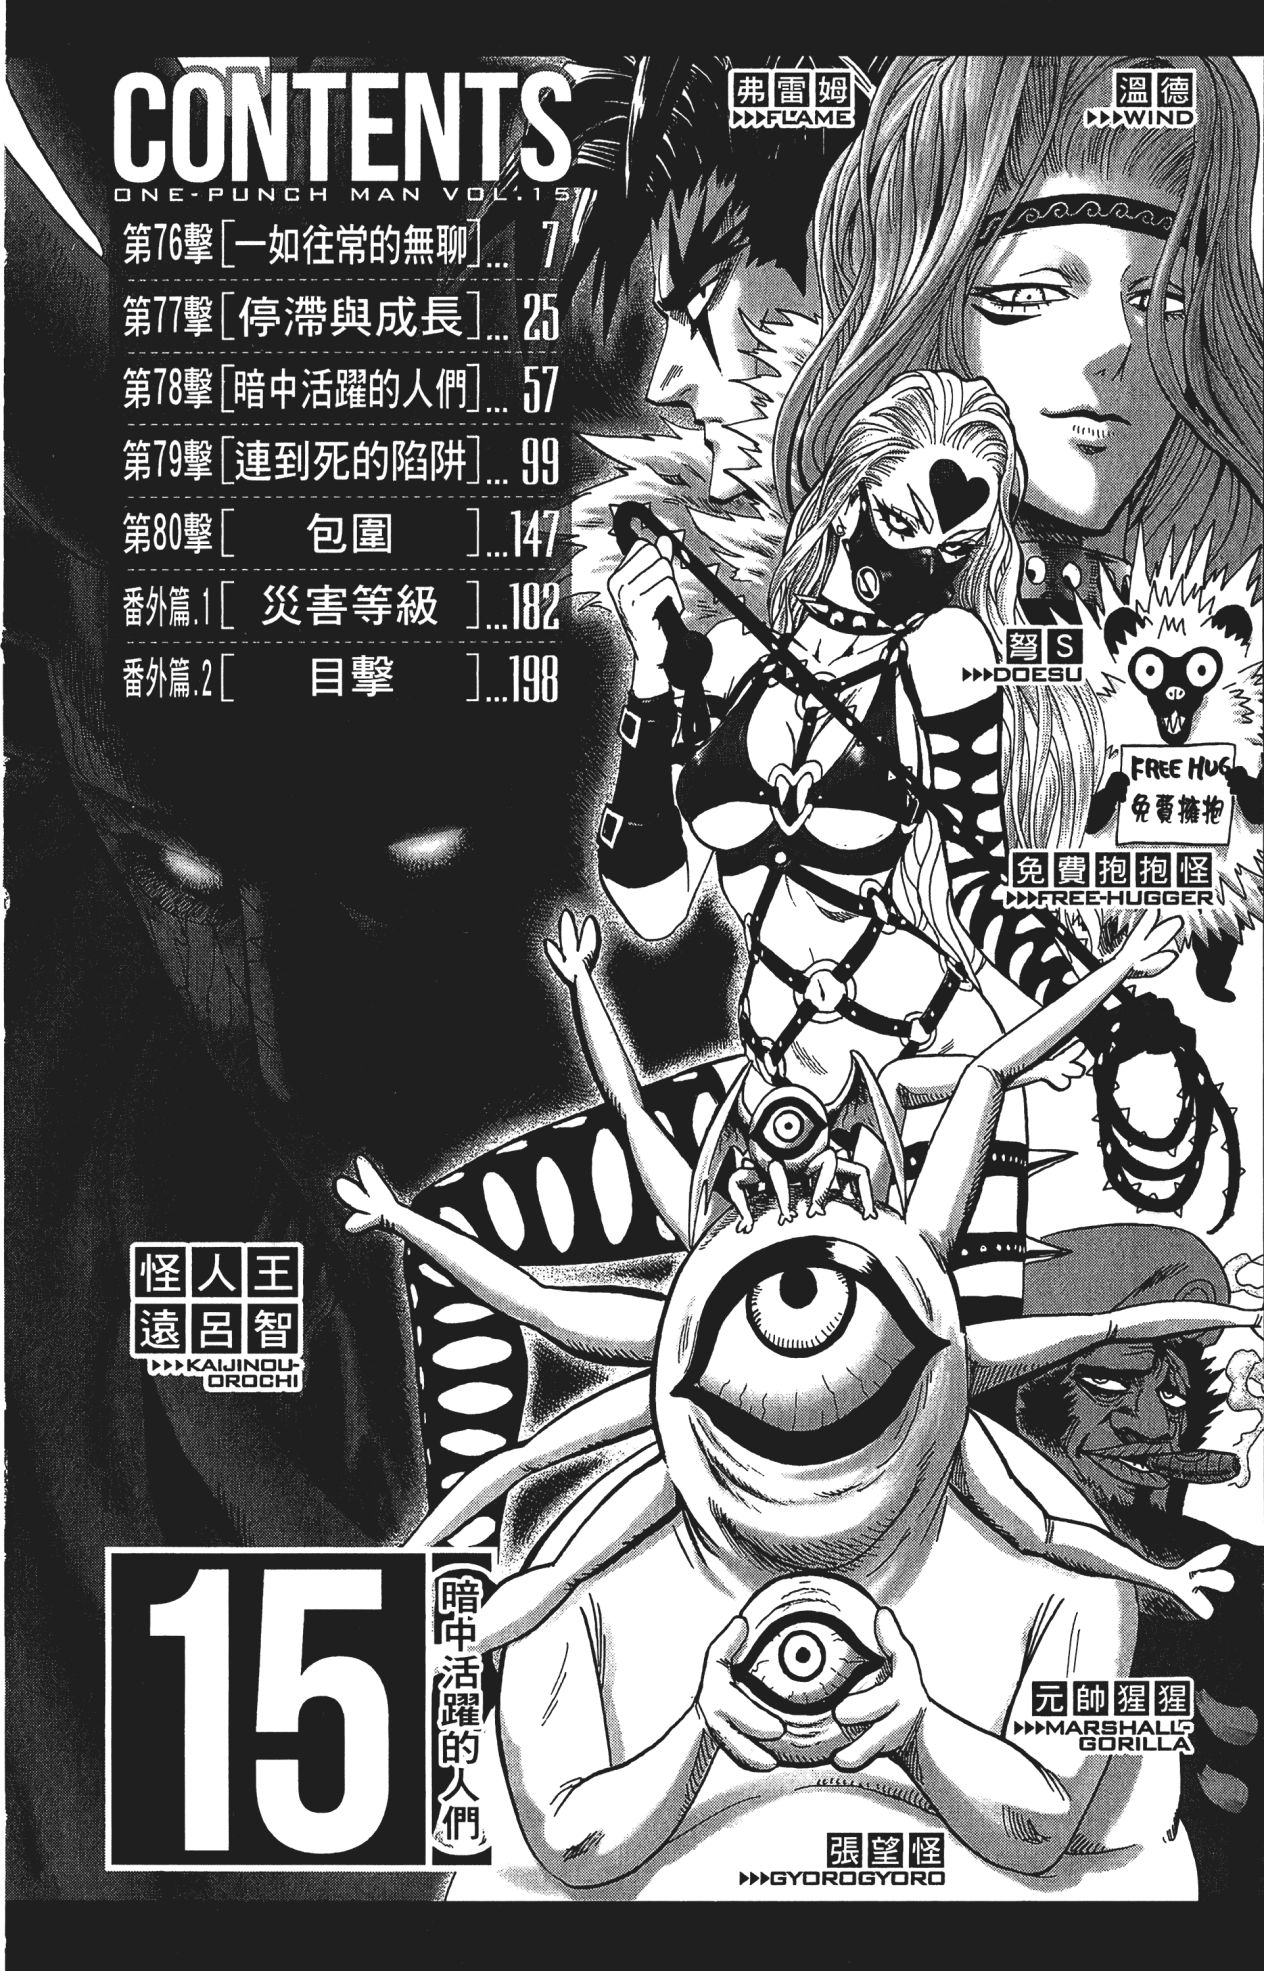 CONTENTS
ONE-PUNCH MAN VOL.15
第76擊[一如往常的無聊]... 7
第77擊[停滯與成長]... 25
第78擊[暗中活躍的人們]... 57
第79擊[連到死的陷阱]... 99
第80擊[包圍]...147
番外篇.1[災害等級]...182
番外篇.2[目擊]...198
弗雷姆
FLAME
溫德
WIND
弩S
DOESU
FREE HUG
免費擁抱
免費抱抱怪
FREE-HUGGER
怪人王
遠呂智
KAIJINOU-
OROCHI
15
【暗中活躍的人們】
元帥猩猩
MARSHALL-
GORILLA
張望怪
GYOROGYORO